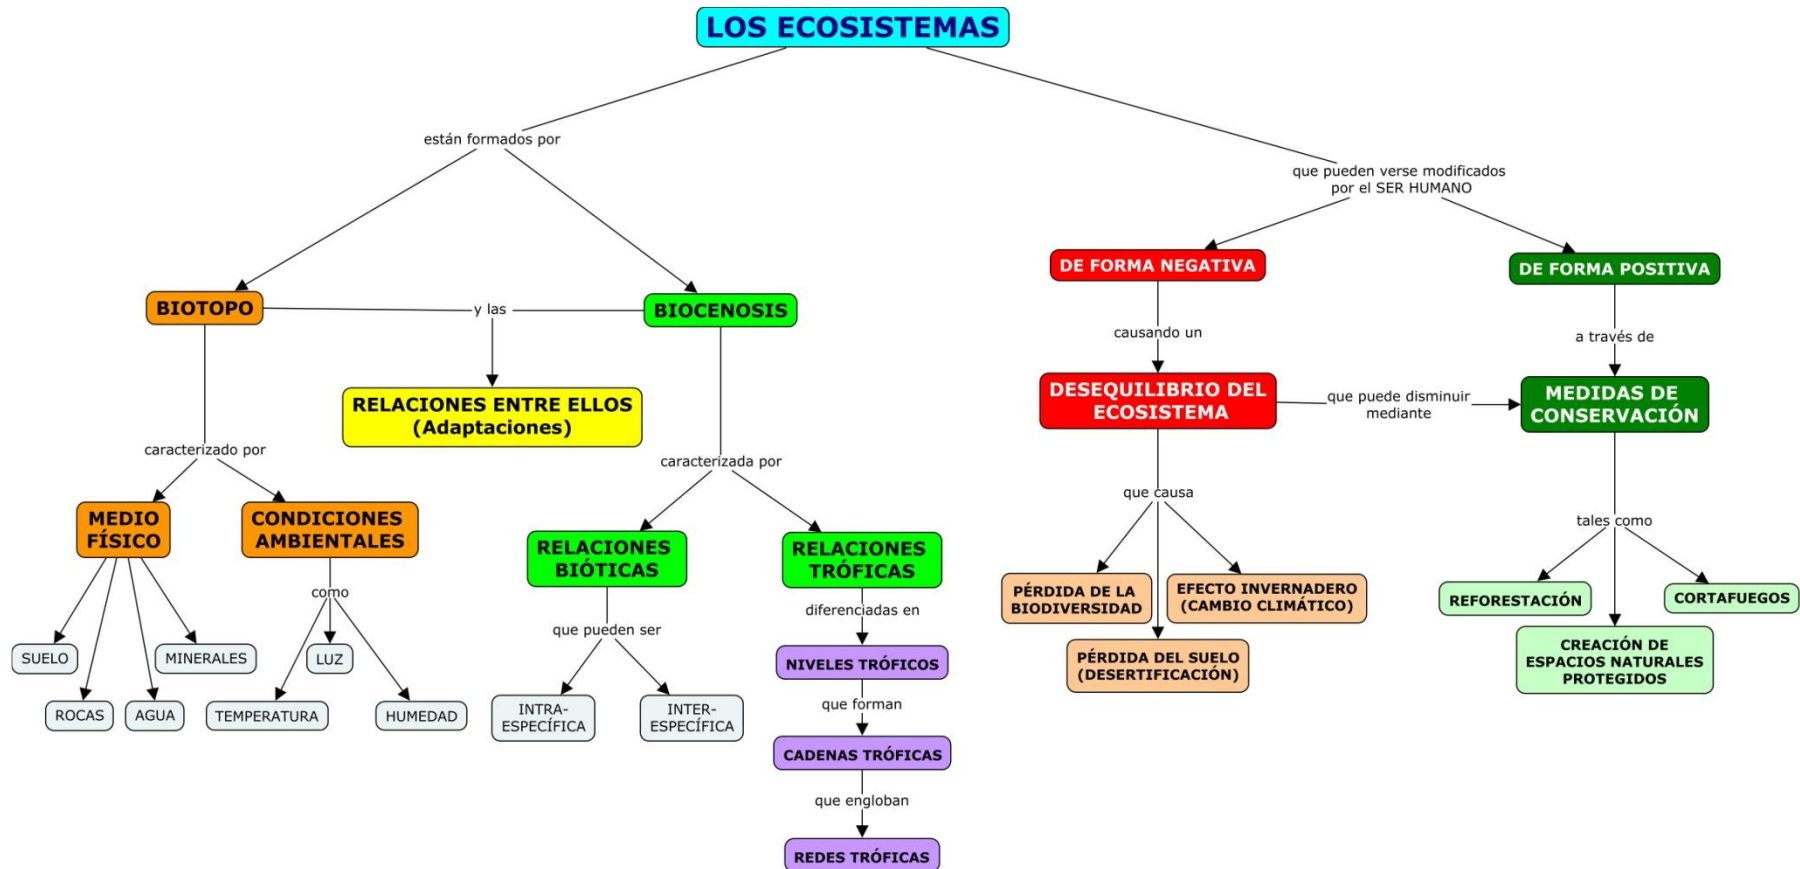 LOS ECOSISTEMAS
están formados por
que pueden verse modificados
por el SER HUMANO
BIOTOPO
y las
BIOCENOSIS
DE FORMA NEGATIVA
DE FORMA POSITIVA
causando un
a través de
RELACIONES ENTRE ELLOS
(Adaptaciones)
DESEQUILIBRIO DEL
ECOSISTEMA
que puede disminuir
mediante
MEDIDAS DE
CONSERVACIÓN
caracterizado por
caracterizada por
MEDIO
FÍSICO
CONDICIONES
AMBIENTALES
RELACIONES
BIÓTICAS
RELACIONES
TRÓFICAS
que causa
tales como
como
SUELO
ROCAS
AGUA
MINERALES
TEMPERATURA
LUZ
HUMEDAD
que pueden ser
INTRA-
ESPECÍFICA
INTER-
ESPECÍFICA
diferenciadas en
NIVELES TRÓFICOS
que forman
CADENAS TRÓFICAS
que engloban
REDES TRÓFICAS
PÉRDIDA DE LA
BIODIVERSIDAD
EFECTO INVERNADERO
(CAMBIO CLIMÁTICO)
PÉRDIDA DEL SUELO
(DESERTIFICACIÓN)
REFORESTACIÓN
CORTAFUEGOS
CREACIÓN DE
ESPACIOS NATURALES
PROTEGIDOS